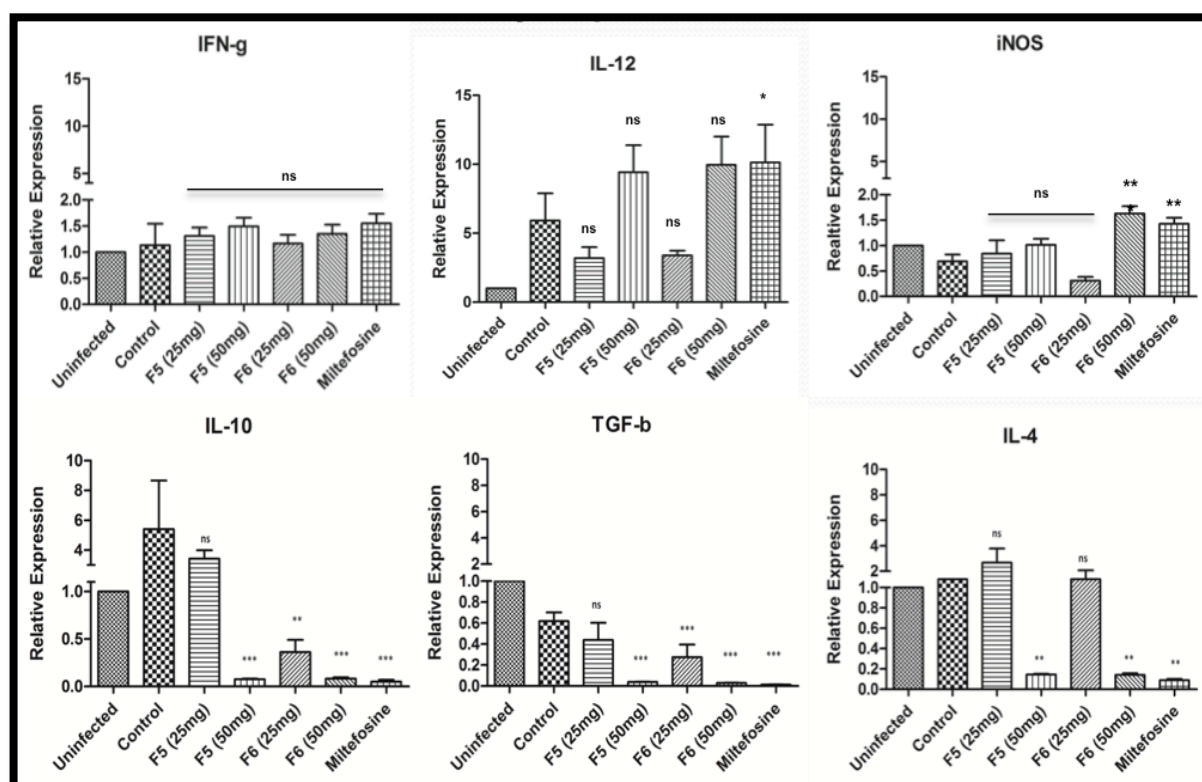 IFN-g
Relative Expression
15
10
5
2.0
1.5
1.0
0.5
0.0
ns
Uninfected
Control
F5 (25mg)
F5 (50mg)
F6 (25mg)
F6 (50mg)
Miltefosine
IL-12
Relative Expression
15
10
5
0
ns
ns
ns
ns
*
Uninfected
Control
F5 (25mg)
F5 (50mg)
F6 (25mg)
F6 (50mg)
Miltefosine
iNOS
Realtive Expression
15
10
5
2.0
1.5
1.0
0.5
0.0
ns
**
*
**
Uninfected
Control
F5 (25mg)
F5 (50mg)
F6 (25mg)
F6 (50mg)
Miltefosine
IL-10
Relative Expression
10
8
6
4
2
1.0
0.5
0.0
ns
***
**
***
***
Uninfected
Control
F5 (25mg)
F5 (50mg)
F6 (25mg)
F6 (50mg)
Miltefosine
TGF-b
Relative Expression
10
8
6
4
2
1.0
0.8
0.6
0.4
0.2
0.0
ns
***
***
***
***
Uninfected
Control
F5 (25mg)
F5 (50mg)
F6 (25mg)
F6 (50mg)
Miltefosine
IL-4
Relative Expression
10
8
6
4
2
1.0
0.8
0.6
0.4
0.2
0.0
ns
**
ns
**
**
Uninfected
Control
F5 (25mg)
F5 (50mg)
F6 (25mg)
F6 (50mg)
Miltefosine